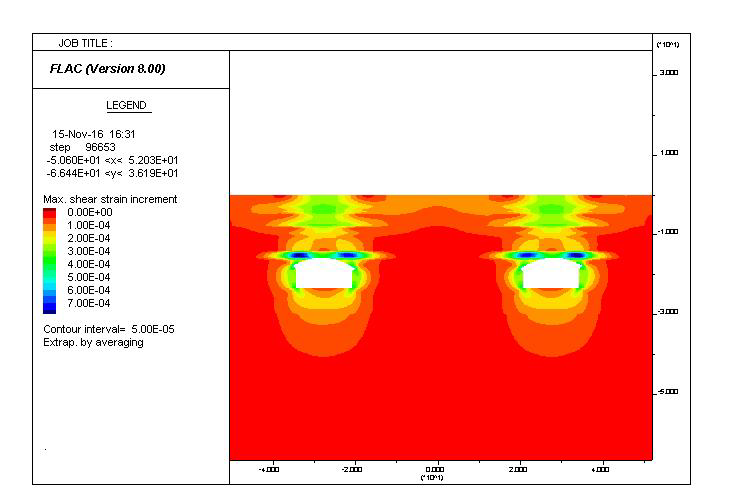 JOB TITLE :
(*10^1)
FLAC (Version 8.00)
LEGEND
15-Nov-16 16:31
step 96653
-5.060E+01 <x< 5.203E+01
-6.644E+01 <y< 3.619E+01
Max. shear strain increment
0.00E+00
1.00E-04
2.00E-04
3.00E-04
4.00E-04
5.00E-04
6.00E-04
7.00E-04
Contour interval= 5.00E-05
Extrap. by averaging
3.000
1.000
-1.000
-3.000
-5.000
-4.000 -2.000 0.000 2.000 4.000
(*10^1)